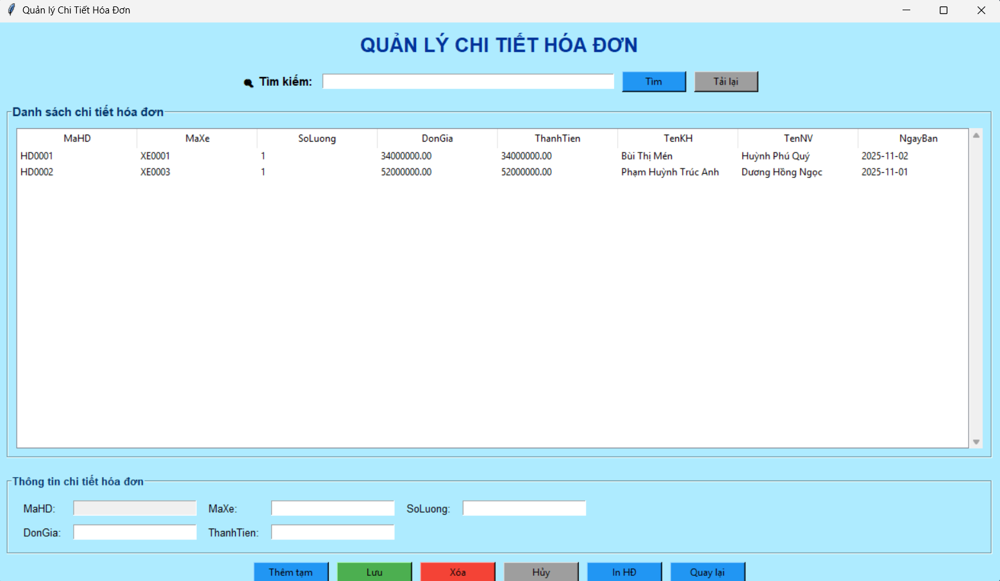 Quản lý Chi Tiết Hóa Đơn
QUẢN LÝ CHI TIẾT HÓA ĐƠN
Tìm kiếm: Tìm Tải lại
Danh sách chi tiết hóa đơn
MaHD MaXe SoLuong DonGia ThanhTien TenKH TenNV NgayBan
HD0001 XE0001 1 34000000.00 34000000.00 Bùi Thị Mén Huỳnh Phú Quý 2025-11-02
HD0002 XE0003 1 52000000.00 52000000.00 Phạm Huỳnh Trúc Anh Dương Hồng Ngọc 2025-11-01
Thông tin chi tiết hóa đơn
MaHD: MaXe: SoLuong:
DonGia: ThanhTien:
Thêm tạm Lưu Xóa Hủy In HĐ Quay lại